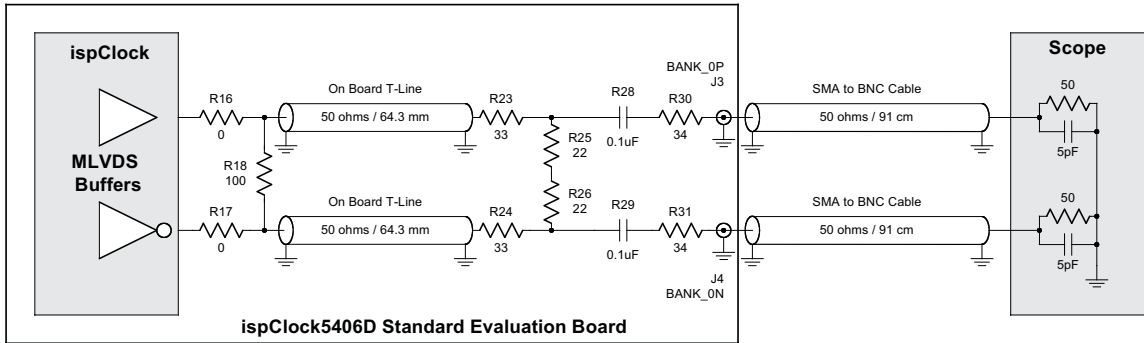 ispClock
Scope
BANK_0P
J3
R16
0
On Board T-Line
50 ohms / 64.3 mm
R23
33
R28
0.1uF
R30
34
SMA to BNC Cable
50 ohms / 91 cm
50
5pF
MLVDS
Buffers
R18
100
R25
22
R26
22
R17
0
On Board T-Line
50 ohms / 64.3 mm
R24
33
R29
0.1uF
R31
34
SMA to BNC Cable
50 ohms / 91 cm
50
5pF
J4
BANK_0N
ispClock5406D Standard Evaluation Board